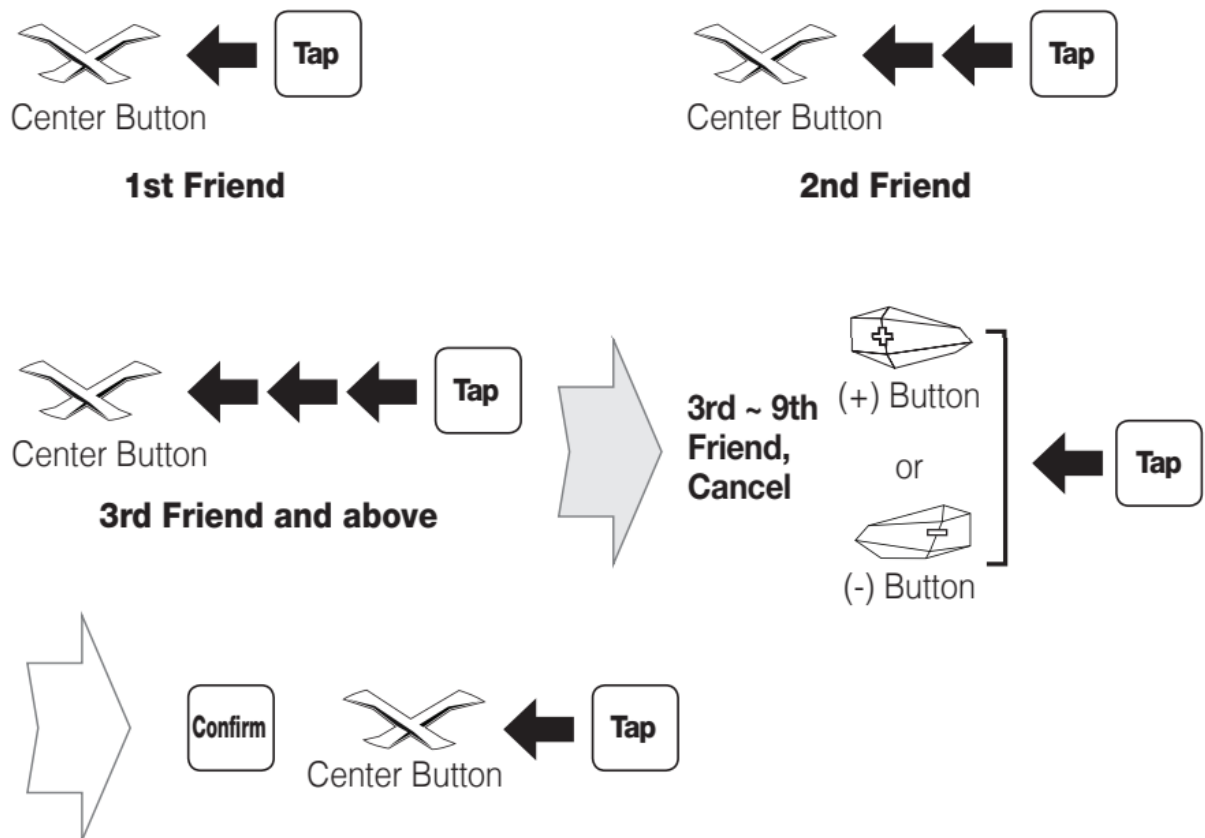 Tap
Center Button
1st Friend
Tap
Center Button
2nd Friend
Tap
Center Button
3rd Friend and above
3rd ~ 9th
Friend,
Cancel
(+) Button
or
(-) Button
Tap
Confirm
Tap
Center Button